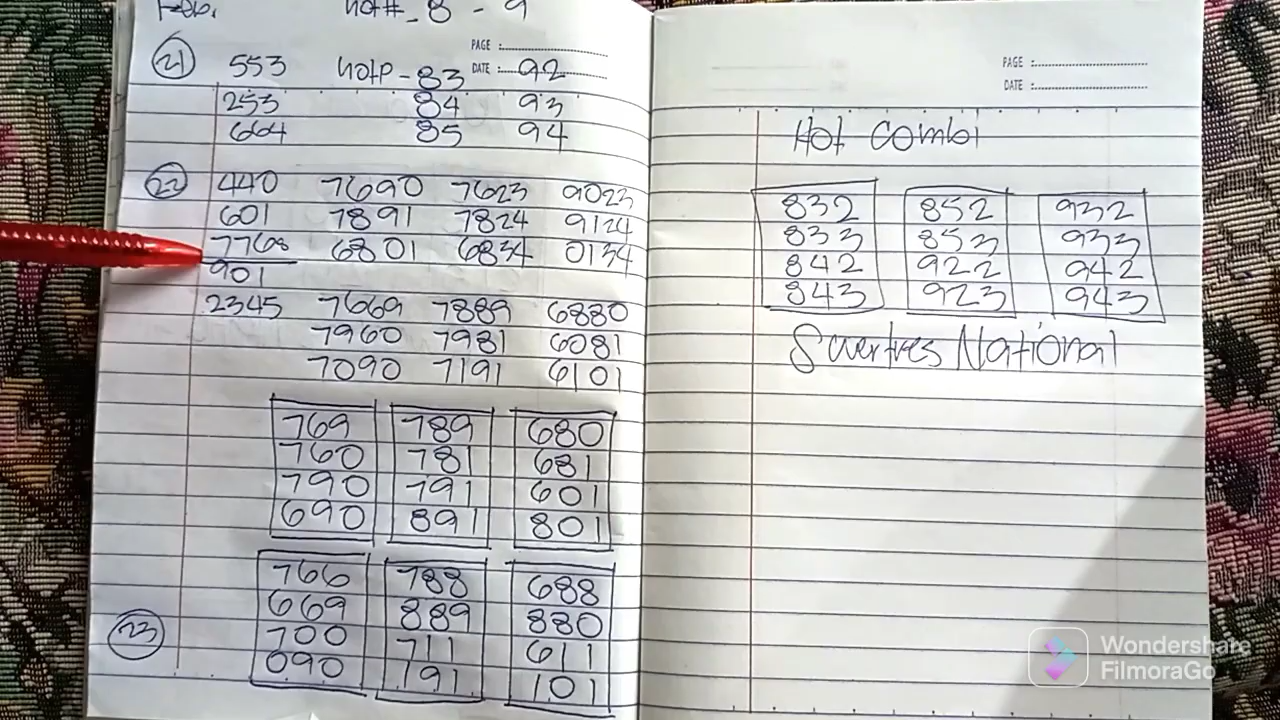 Feb. Hot# 8 - 9
PAGE :
21 553 HotP - 83 DATE : 92
253 84 93
664 85 94
22 440 7690 7623 9023
601 7891 7824 9124
7768 6801 6834 0134
901
2345 7669 7889 6880
7960 7981 6081
7090 7191 6101
769 789 680
760 781 681
790 791 601
690 891 801
766 788 688
669 889 880
23 700 711 611
090 191 101
PAGE :
DATE :
Hot Combi
832 852 932
833 853 933
842 922 942
843 923 943
Swertres National
Wondershare
FilmoraGo